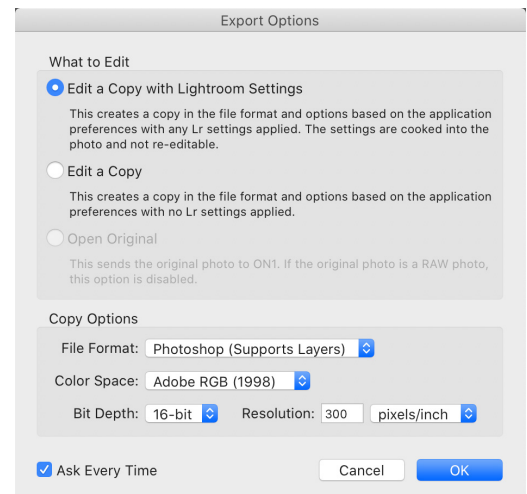 Export Options
What to Edit
Edit a Copy with Lightroom Settings
This creates a copy in the file format and options based on the application
preferences with any Lr settings applied. The settings are cooked into the
photo and not re-editable.
Edit a Copy
This creates a copy in the file format and options based on the application
preferences with no Lr settings applied.
Open Original
This sends the original photo to ON1. If the original photo is a RAW photo,
this option is disabled.
Copy Options
File Format: Photoshop (Supports Layers)
Color Space: Adobe RGB (1998)
Bit Depth: 16-bit Resolution: 300 pixels/inch
Ask Every Time Cancel OK